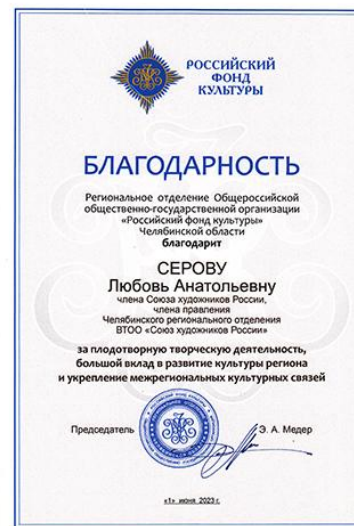 РОССИЙСКИЙ
ФОНД
КУЛЬТУРЫ
БЛАГОДАРНОСТЬ
Региональное отделение Общероссийской
общественно-государственной организации
«Российский фонд культуры»
Челябинской области
благодарит
СЕРОВУ
Любовь Анатольевну
члена Союза художников России,
члена правления
Челябинского регионального отделения
ВТОО «Союз художников России»
за плодотворную творческую деятельность,
большой вклад в развитие культуры региона
и укрепление межрегиональных культурных связей
Председатель Э. А. Медер
«1» июня 2023 г.